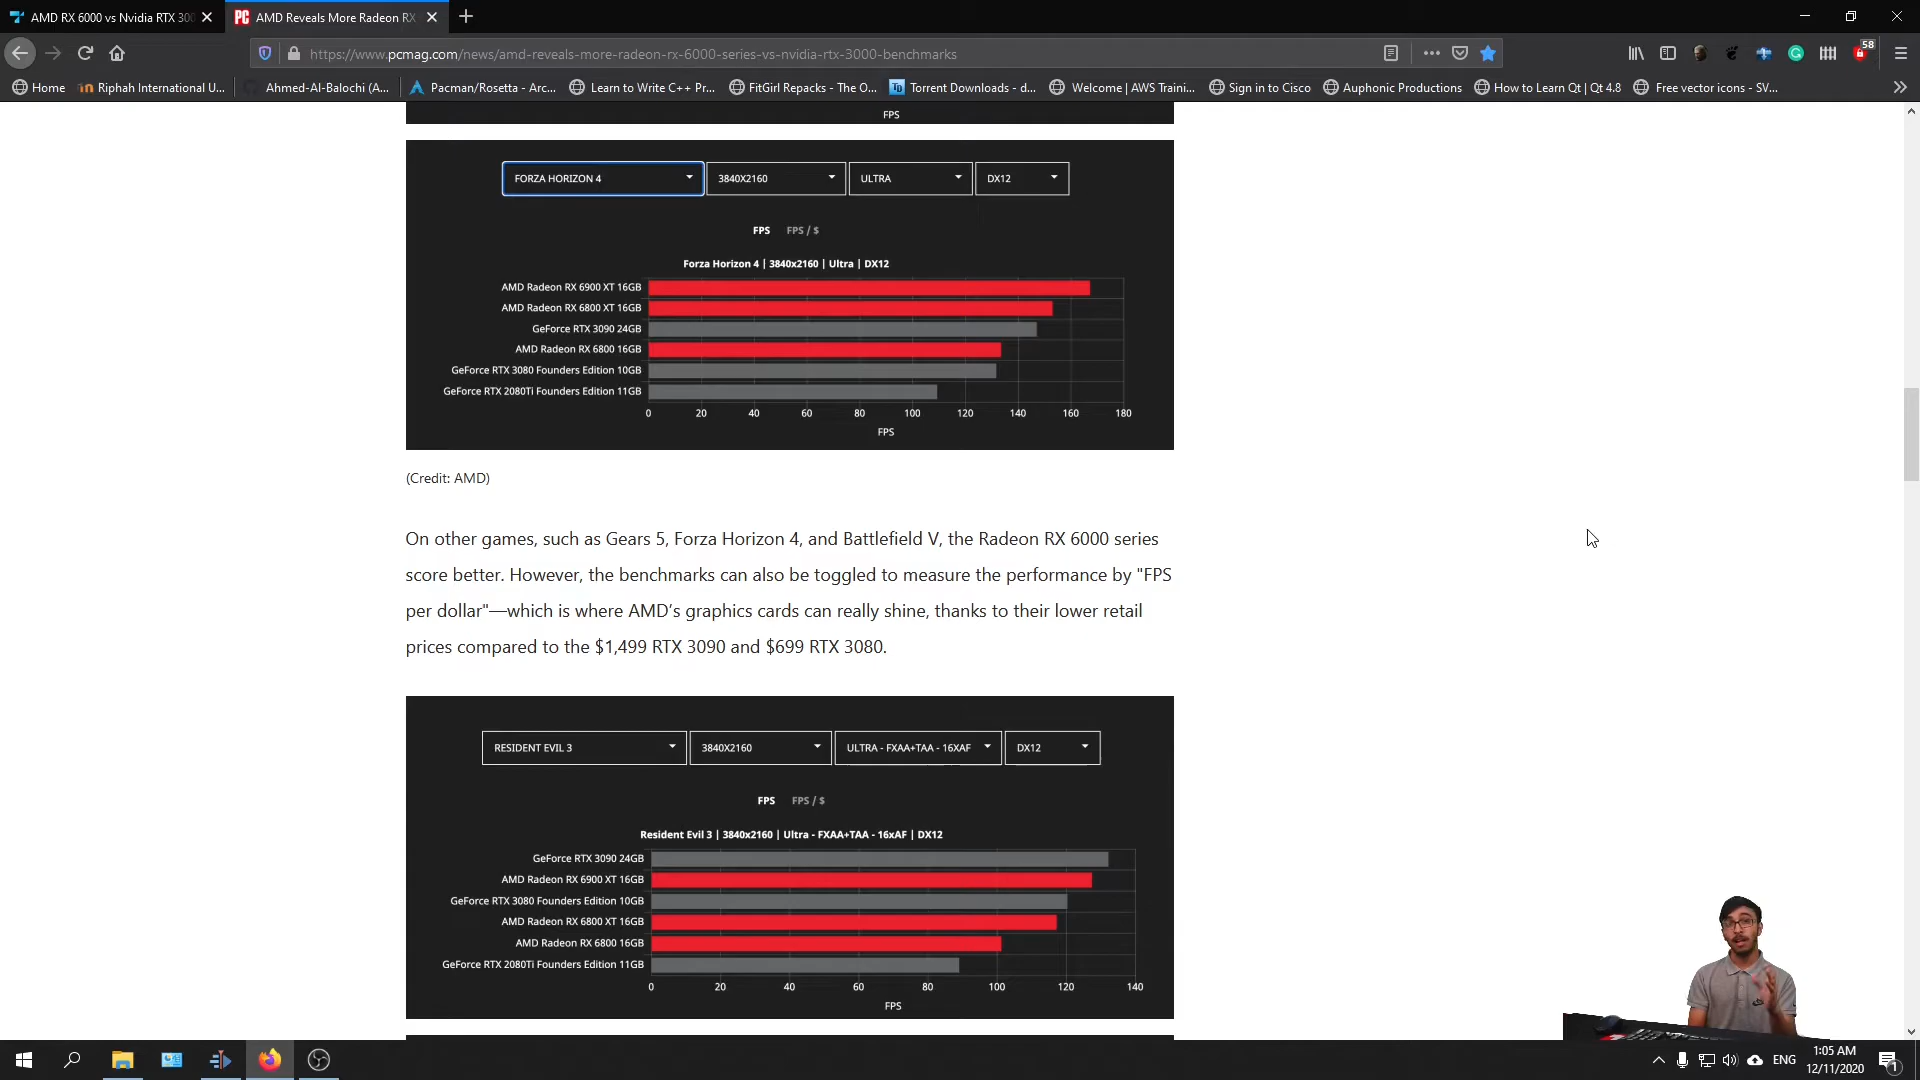 AMD RX 6000 vs Nvidia RTX 300
AMD Reveals More Radeon RX
https://www.pcmag.com/news/amd-reveals-more-radeon-rx-6000-series-vs-nvidia-rtx-3000-benchmarks
58
Home
Riphah International U...
Ahmed-Al-Balochi (A...
Pacman/Rosetta - Arc...
Learn to Write C++ Pr...
FitGirl Repacks - The O...
Torrent Downloads - d...
Welcome | AWS Traini...
Sign in to Cisco
Auphonic Productions
How to Learn Qt | Qt 4.8
Free vector icons - SV...
FPS
FORZA HORIZON 4
3840X2160
ULTRA
DX12
FPS FPS / $
Forza Horizon 4 | 3840x2160 | Ultra | DX12
AMD Radeon RX 6900 XT 16GB
AMD Radeon RX 6800 XT 16GB
GeForce RTX 3090 24GB
AMD Radeon RX 6800 16GB
GeForce RTX 3080 Founders Edition 10GB
GeForce RTX 2080Ti Founders Edition 11GB
0 20 40 60 80 100 120 140 160 180
FPS
(Credit: AMD)
On other games, such as Gears 5, Forza Horizon 4, and Battlefield V, the Radeon RX 6000 series
score better. However, the benchmarks can also be toggled to measure the performance by "FPS
per dollar"—which is where AMD’s graphics cards can really shine, thanks to their lower retail
prices compared to the $1,499 RTX 3090 and $699 RTX 3080.
RESIDENT EVIL 3
3840X2160
ULTRA - FXAA+TAA - 16XAF
DX12
FPS FPS / $
Resident Evil 3 | 3840x2160 | Ultra - FXAA+TAA - 16xAF | DX12
GeForce RTX 3090 24GB
AMD Radeon RX 6900 XT 16GB
GeForce RTX 3080 Founders Edition 10GB
AMD Radeon RX 6800 XT 16GB
AMD Radeon RX 6800 16GB
GeForce RTX 2080Ti Founders Edition 11GB
0 20 40 60 80 100 120 140
FPS
ENG
1:05 AM
12/11/2020
1